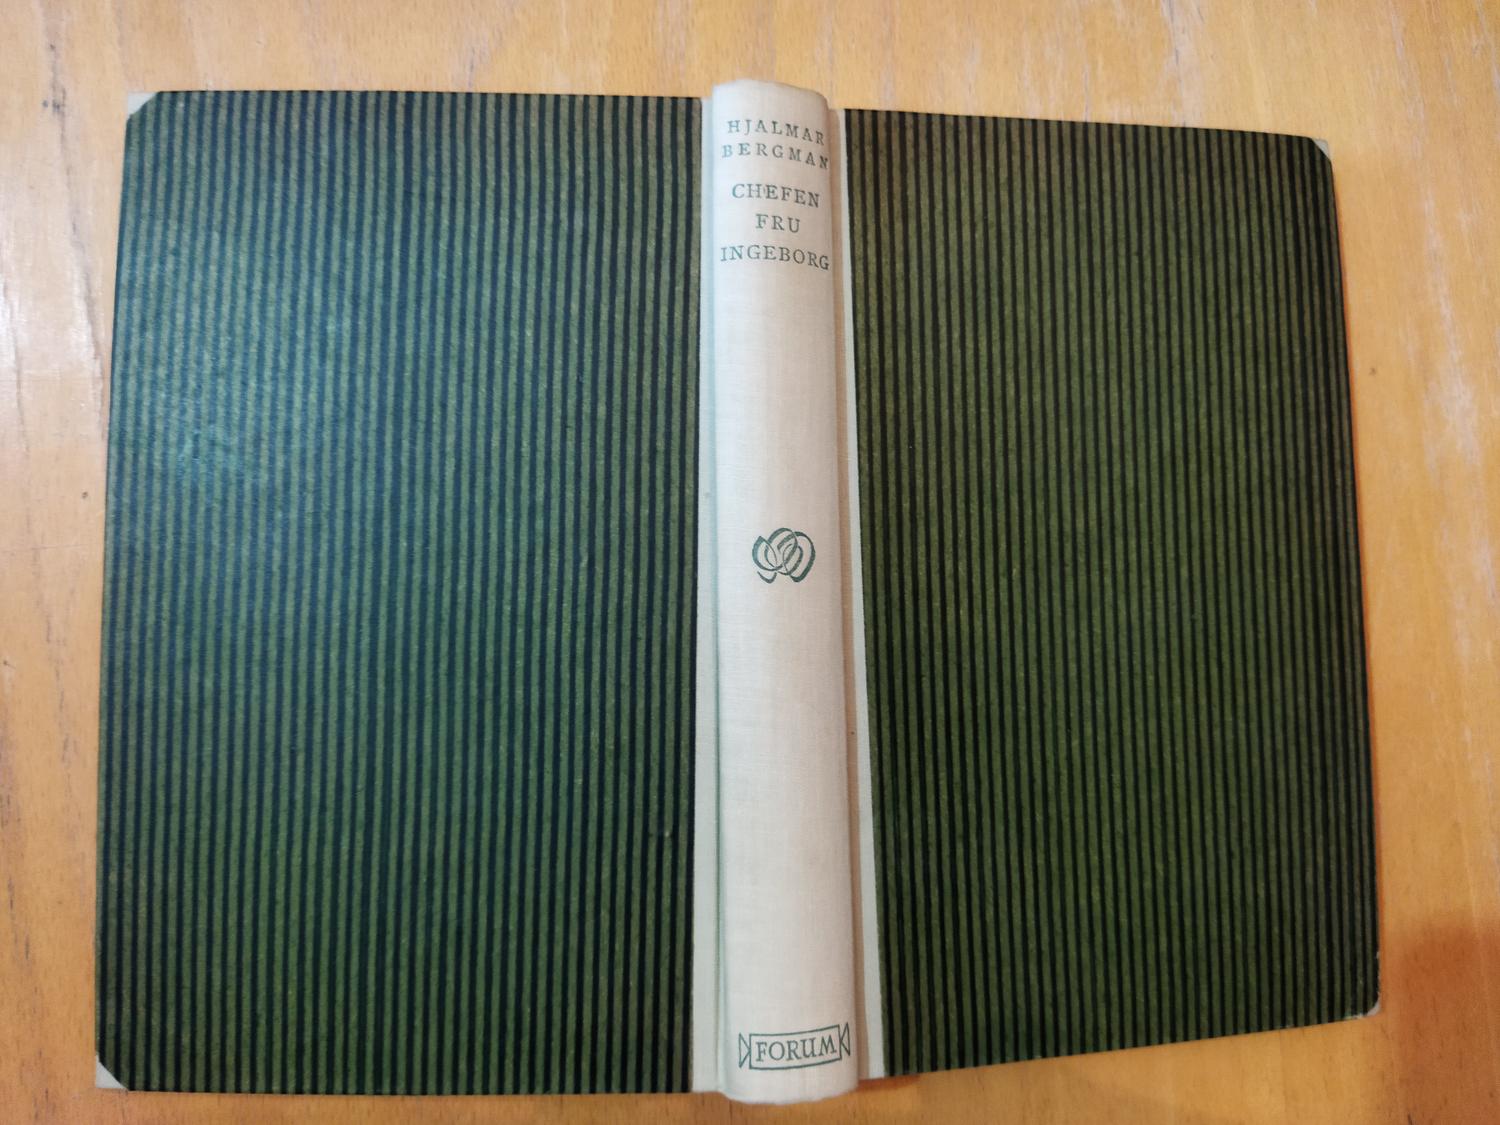 HJALMAR
BERGMAN
CHEFEN
FRU
INGEBORG
FORUM